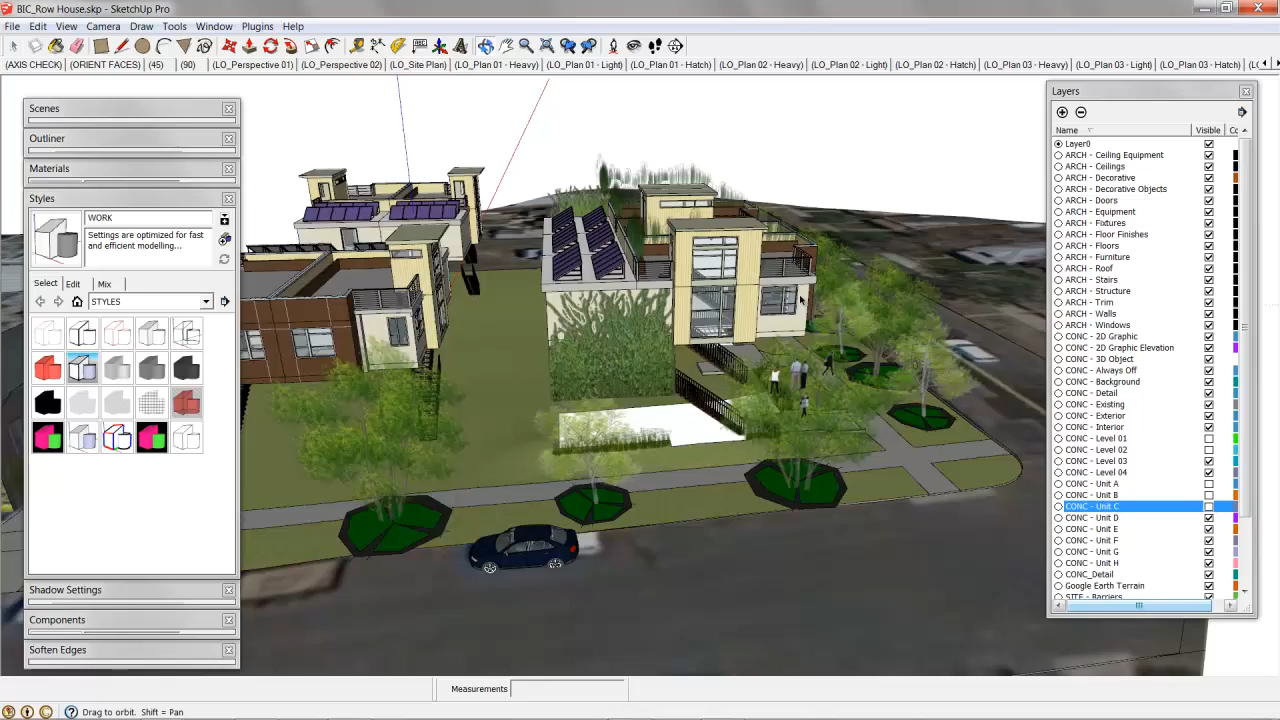 BIC_Row House.skp - SketchUp Pro
File Edit View Camera Draw Tools Window Plugins Help
(AXIS CHECK) (ORIENT FACES) (45) (90) (LO_Perspective 01) (LO_Perspective 02) (LO_Site Plan) (LO_Plan 01 - Heavy) (LO_Plan 01 - Light) (LO_Plan 01 - Hatch) (LO_Plan 02 - Heavy) (LO_Plan 02 - Light) (LO_Plan 02 - Hatch) (LO_Plan 03 - Heavy) (LO_Plan 03 - Light) (LO_Plan 03 - Hatch)
Scenes
Outliner
Materials
Styles
WORK
Settings are optimized for fast
and efficient modelling...
Select Edit Mix
STYLES
Shadow Settings
Components
Soften Edges
Layers
Name Visible Co
Layer0
ARCH - Ceiling Equipment
ARCH - Ceilings
ARCH - Decorative
ARCH - Decorative Objects
ARCH - Doors
ARCH - Equipment
ARCH - Fixtures
ARCH - Floor Finishes
ARCH - Floors
ARCH - Furniture
ARCH - Roof
ARCH - Stairs
ARCH - Structure
ARCH - Trim
ARCH - Walls
ARCH - Windows
CONC - 2D Graphic
CONC - 2D Graphic Elevation
CONC - 3D Object
CONC - Always Off
CONC - Background
CONC - Detail
CONC - Existing
CONC - Exterior
CONC - Interior
CONC - Level 01
CONC - Level 02
CONC - Level 03
CONC - Level 04
CONC - Unit A
CONC - Unit B
CONC - Unit C
CONC - Unit D
CONC - Unit E
CONC - Unit F
CONC - Unit G
CONC - Unit H
CONC_Detail
Google Earth Terrain
SITE - Barriers
Measurements
Drag to orbit. Shift = Pan